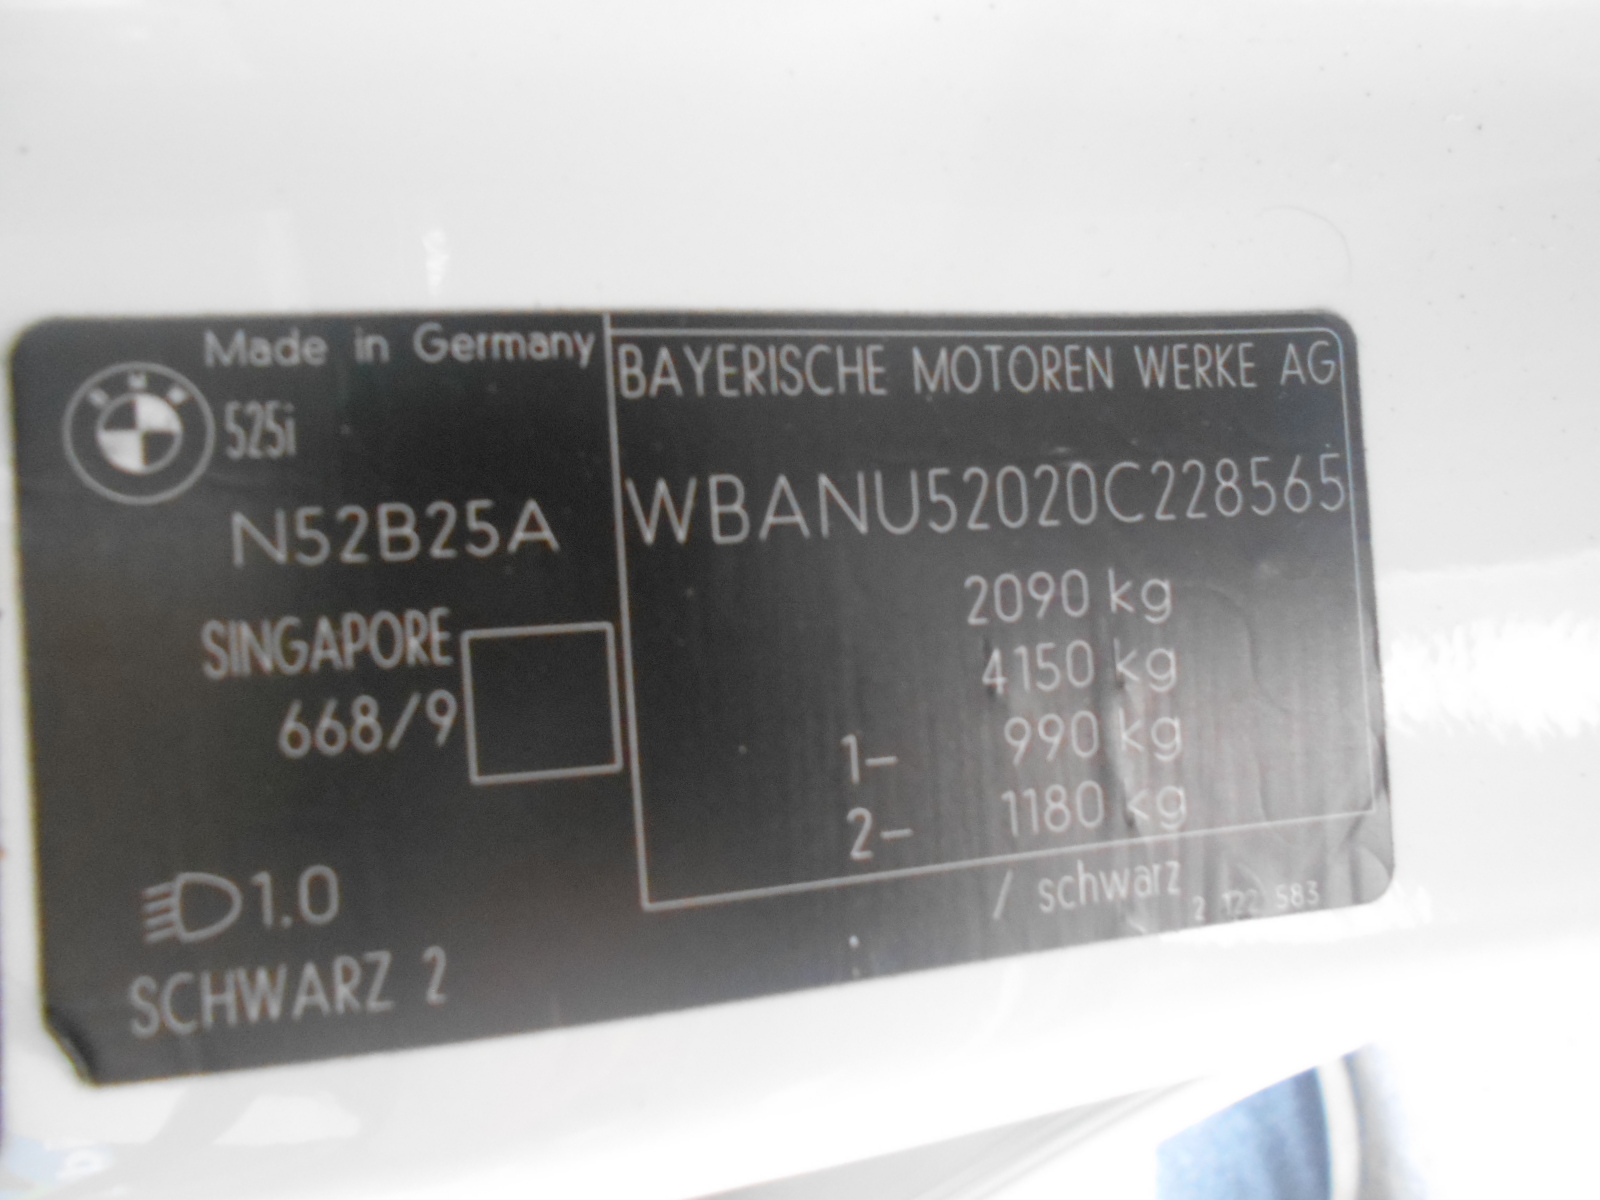 Made in Germany
BMW
525i
N52B25A
SINGAPORE
668/9
1.0
SCHWARZ 2
BAYERISCHE MOTOREN WERKE AG
WBANU52020C228565
2090 kg
4150 kg
1- 990 kg
2- 1180 kg
/ schwarz
2 122 583